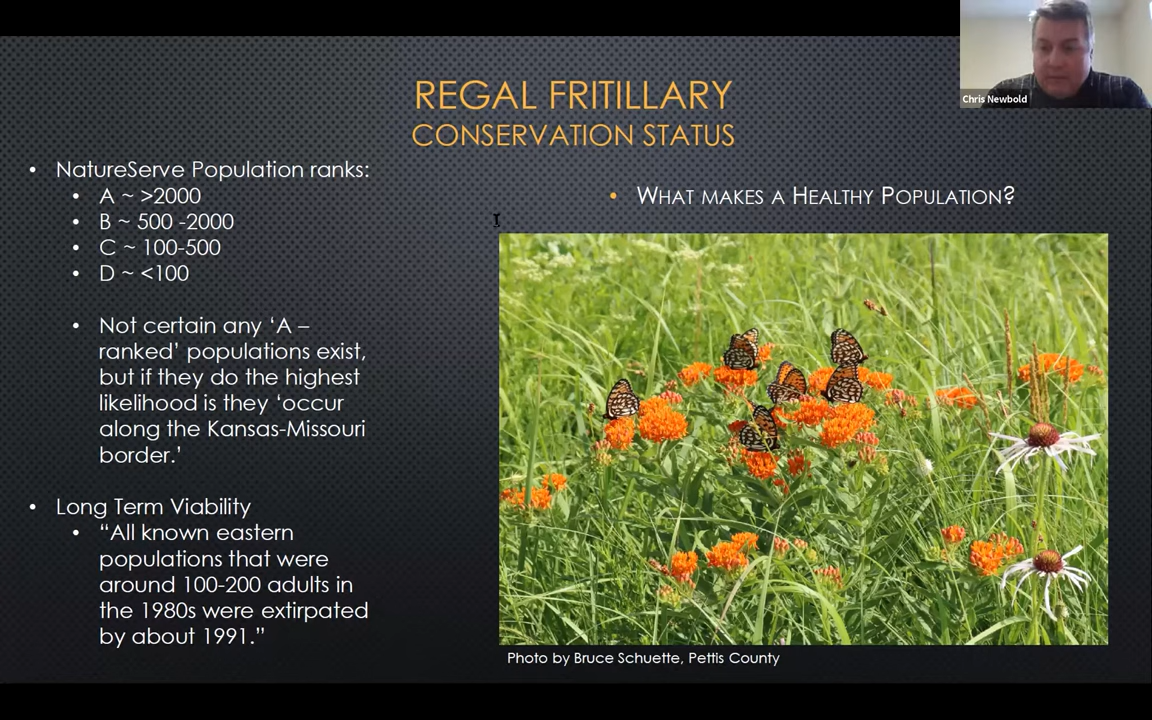 REGAL FRITILLARY
CONSERVATION STATUS
• NatureServe Population ranks:
• A ~ >2000
• B ~ 500 -2000
• C ~ 100-500
• D ~ <100
• Not certain any ‘A –
ranked’ populations exist,
but if they do the highest
likelihood is they ‘occur
along the Kansas-Missouri
border.’
• Long Term Viability
• “All known eastern
populations that were
around 100-200 adults in
the 1980s were extirpated
by about 1991.”
• WHAT MAKES A HEALTHY POPULATION?
Photo by Bruce Schuette, Pettis County
Chris Newbold